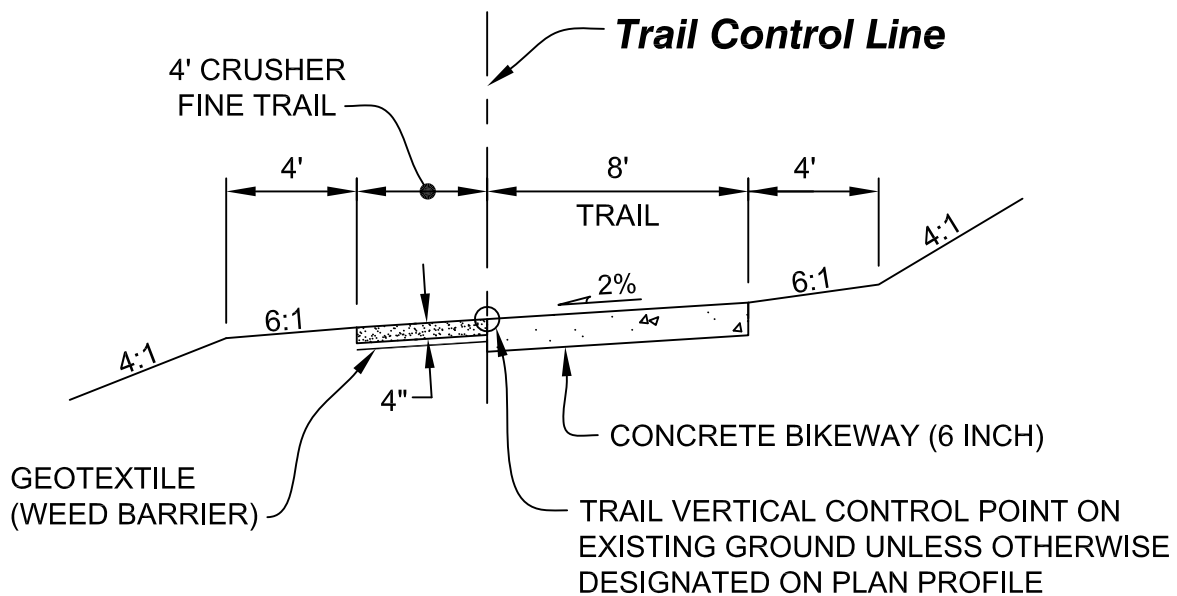 Trail Control Line
4' CRUSHER
FINE TRAIL
4'
8'
4'
TRAIL
4:1
6:1
2%
6:1
4:1
4"
CONCRETE BIKEWAY (6 INCH)
GEOTEXTILE
(WEED BARRIER)
TRAIL VERTICAL CONTROL POINT ON
EXISTING GROUND UNLESS OTHERWISE
DESIGNATED ON PLAN PROFILE